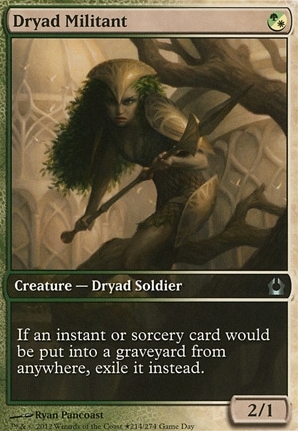 Dryad Militant
Creature — Dryad Soldier
If an instant or sorcery card would
be put into a graveyard from
anywhere, exile it instead.
2/1
Ryan Pancoast
™ & © 2012 Wizards of the Coast ★214/274 Game Day